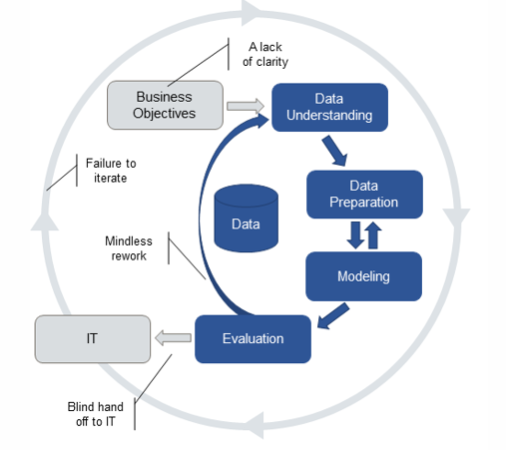 A lack
of clarity
Business
Objectives
Data
Understanding
Failure to
iterate
Data
Preparation
Data
Mindless
rework
Modeling
IT
Evaluation
Blind hand
off to IT